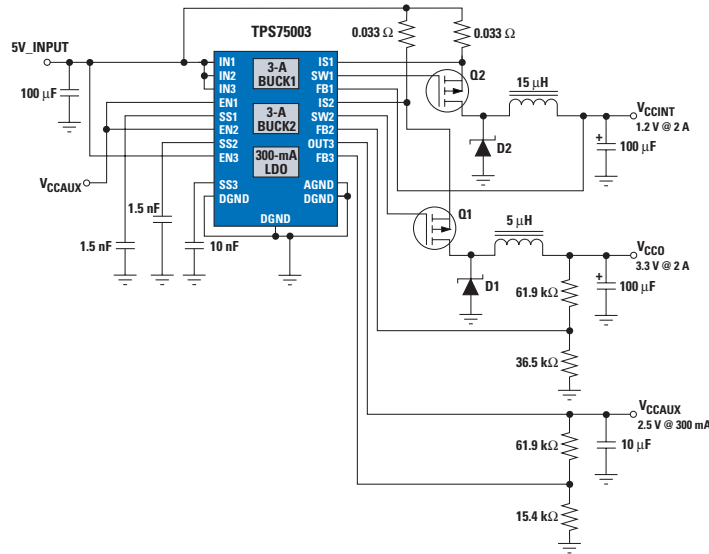 TPS75003
5V_INPUT
100 μF
IN1
IN2
IN3
EN1
SS1
EN2
SS2
EN3
SS3
DGND
3-A
BUCK1
3-A
BUCK2
300-mA
LDO
DGND
IS1
SW1
FB1
IS2
SW2
FB2
OUT3
FB3
AGND
DGND
VCCAUX
1.5 nF
1.5 nF
10 nF
0.033 Ω
0.033 Ω
Q2
15 μH
D2
VCCINT
1.2 V @ 2 A
+
100 μF
Q1
5 μH
D1
VCCO
3.3 V @ 2 A
61.9 kΩ
+
100 μF
36.5 kΩ
VCCAUX
2.5 V @ 300 mA
61.9 kΩ
10 μF
15.4 kΩ